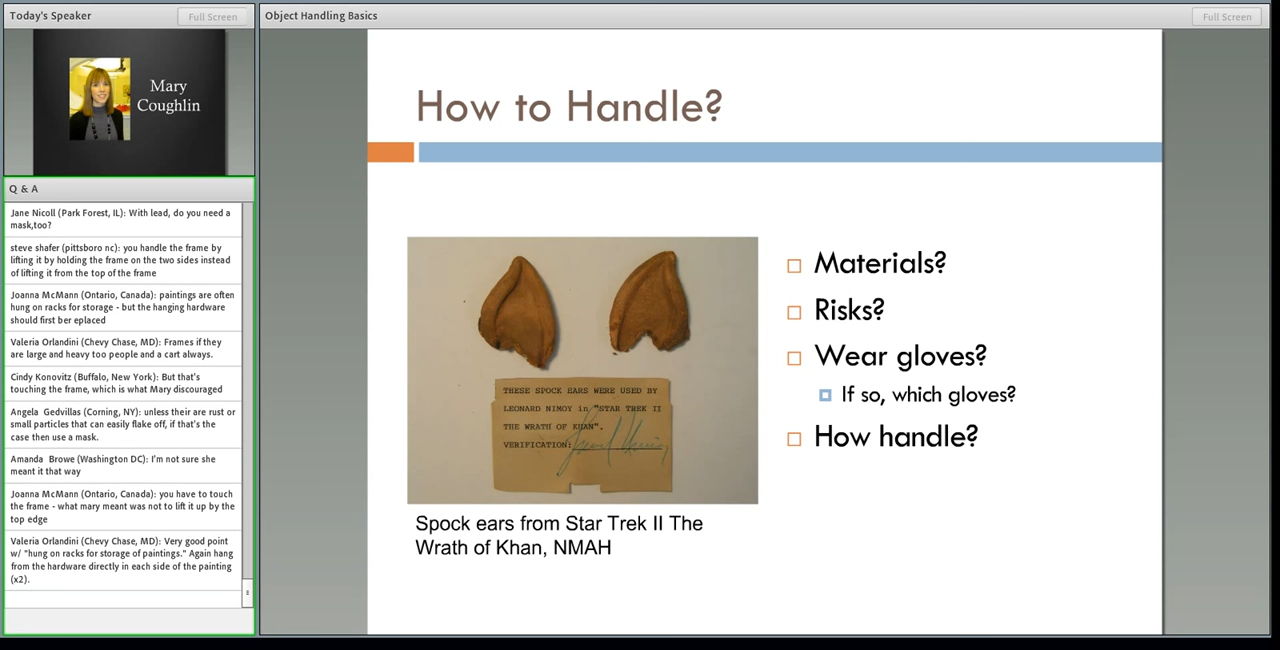 Today's Speaker
Full Screen
Mary
Coughlin
Q & A
Jane Nicoll (Park Forest, IL): With lead, do you need a
mask,too?
steve shafer (pittsboro nc): you handle the frame by
lifting it by holding the frame on the two sides instead
of lifting it from the top of the frame
Joanna McMann (Ontario, Canada): paintings are often
hung on racks for storage - but the hanging hardware
should first ber eplaced
Valeria Orlandini (Chevy Chase, MD): Frames if they
are large and heavy too people and a cart always.
Cindy Konovitz (Buffalo, New York): But that's
touching the frame, which is what Mary discouraged
Angela Gedvillas (Corning, NY): unless their are rust or
small particles that can easily flake off, if that's the
case then use a mask.
Amanda Browe (Washington DC): I'm not sure she
meant it that way
Joanna McMann (Ontario, Canada): you have to touch
the frame - what mary meant was not to lift it up by the
top edge
Valeria Orlandini (Chevy Chase, MD): Very good point
w/ "hung on racks for storage of paintings." Again hang
from the hardware directly in each side of the painting
(x2).
Object Handling Basics
Full Screen
How to Handle?
THESE SPOCK EARS WERE USED BY
LEONARD NIMOY in "STAR TREK II
THE WRATH OF KHAN".
VERIFICATION:
Spock ears from Star Trek II The
Wrath of Khan, NMAH
Materials?
Risks?
Wear gloves?
If so, which gloves?
How handle?